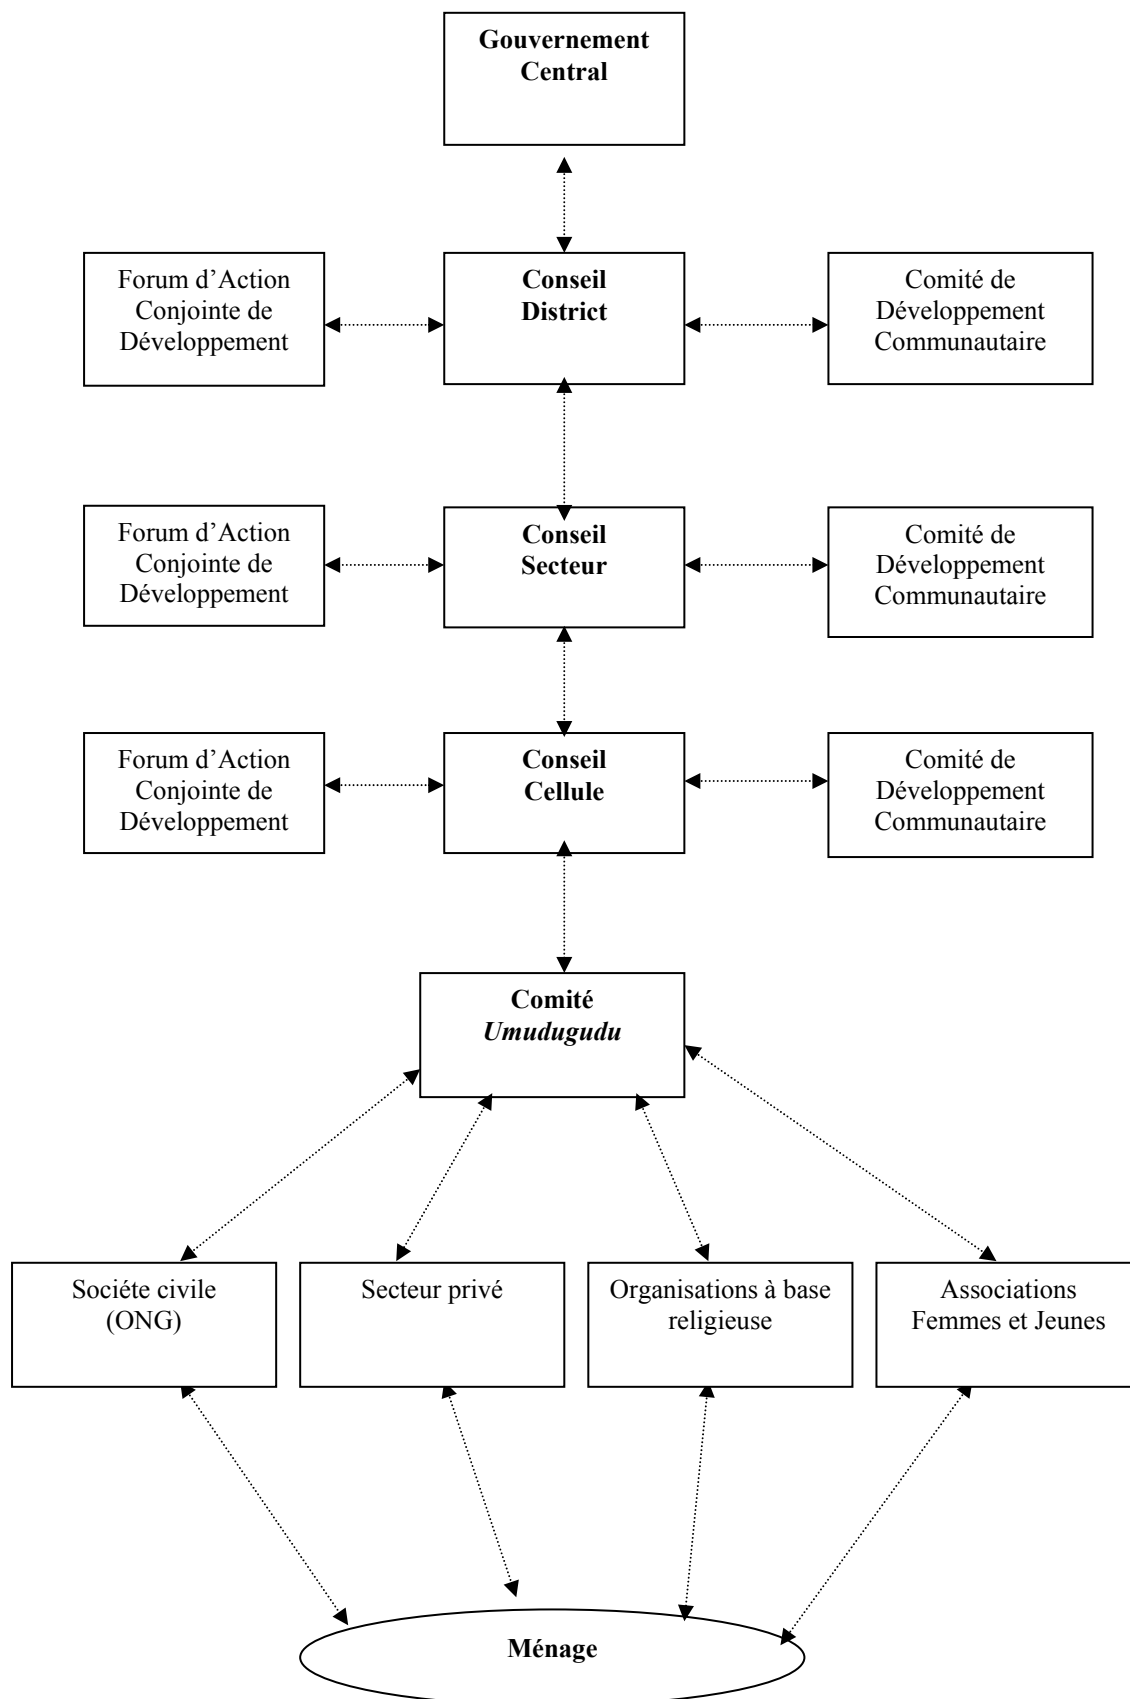 Gouvernement
Central
Forum d’Action
Conjointe de
Développement
Conseil
District
Comité de
Développement
Communautaire
Forum d’Action
Conjointe de
Développement
Conseil
Secteur
Comité de
Développement
Communautaire
Forum d’Action
Conjointe de
Développement
Conseil
Cellule
Comité de
Développement
Communautaire
Comité
Umudugudu
Sociéte civile
(ONG)
Secteur privé
Organisations à base
religieuse
Associations
Femmes et Jeunes
Ménage